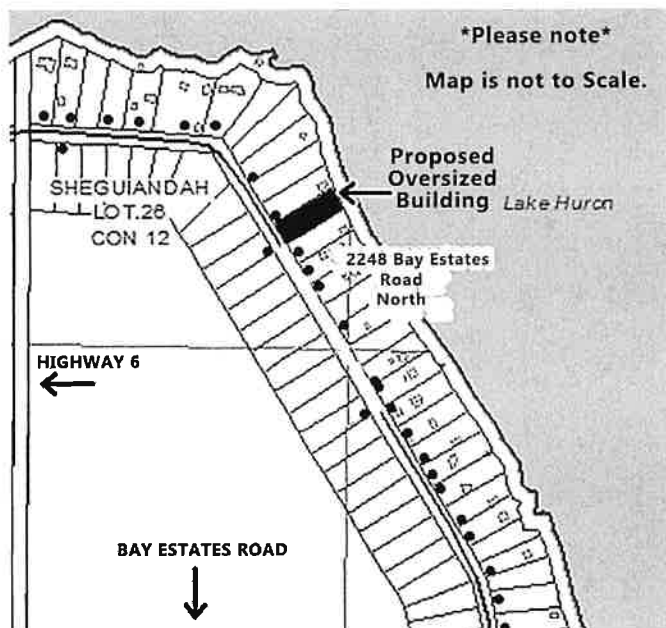 *Please note*
Map is not to Scale.
Proposed
Oversized
Building
Lake Huron
SHEGUIANDAH
LOT.26
CON 12
2248 Bay Estates
Road
North
HIGHWAY 6
BAY ESTATES ROAD